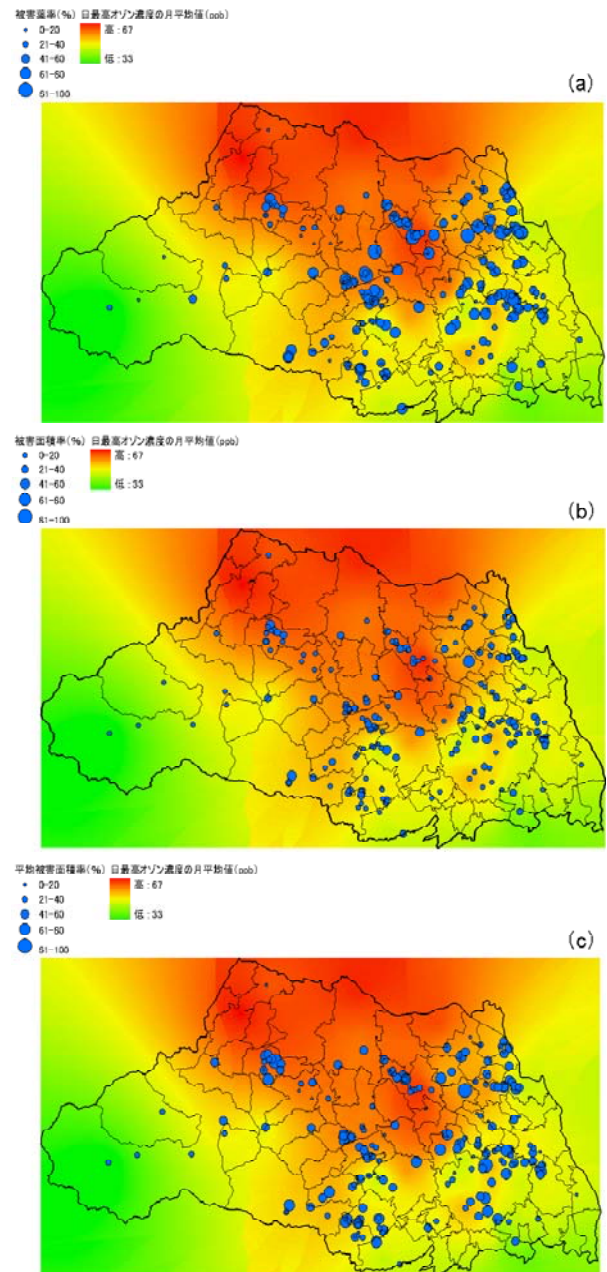 被害葉率(%) 日最高オゾン濃度の月平均値(ppb)
0-20 高 : 67
21-40
41-60 低 : 33
61-80
81-100
(a)
被害面積率(%) 日最高オゾン濃度の月平均値(ppb)
0-20 高 : 67
21-40
41-60 低 : 33
61-80
81-100
(b)
平均被害面積率(%) 日最高オゾン濃度の月平均値(ppb)
0-20 高 : 67
21-40
41-60 低 : 33
61-80
81-100
(c)